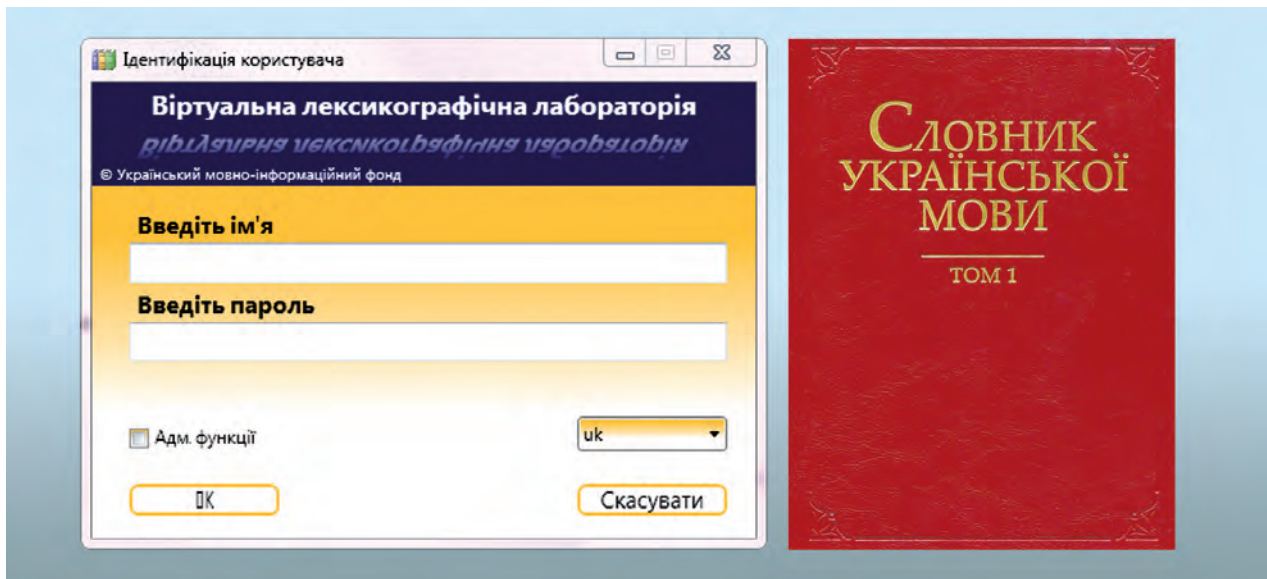 Ідентифікація користувача
Віртуальна лексикографічна лабораторія
© Український мовно-інформаційний фонд
Введіть ім'я
Введіть пароль
Адм. функції
uk
ОК
Скасувати
СЛОВНИК
УКРАЇНСЬКОЇ
МОВИ
ТОМ 1